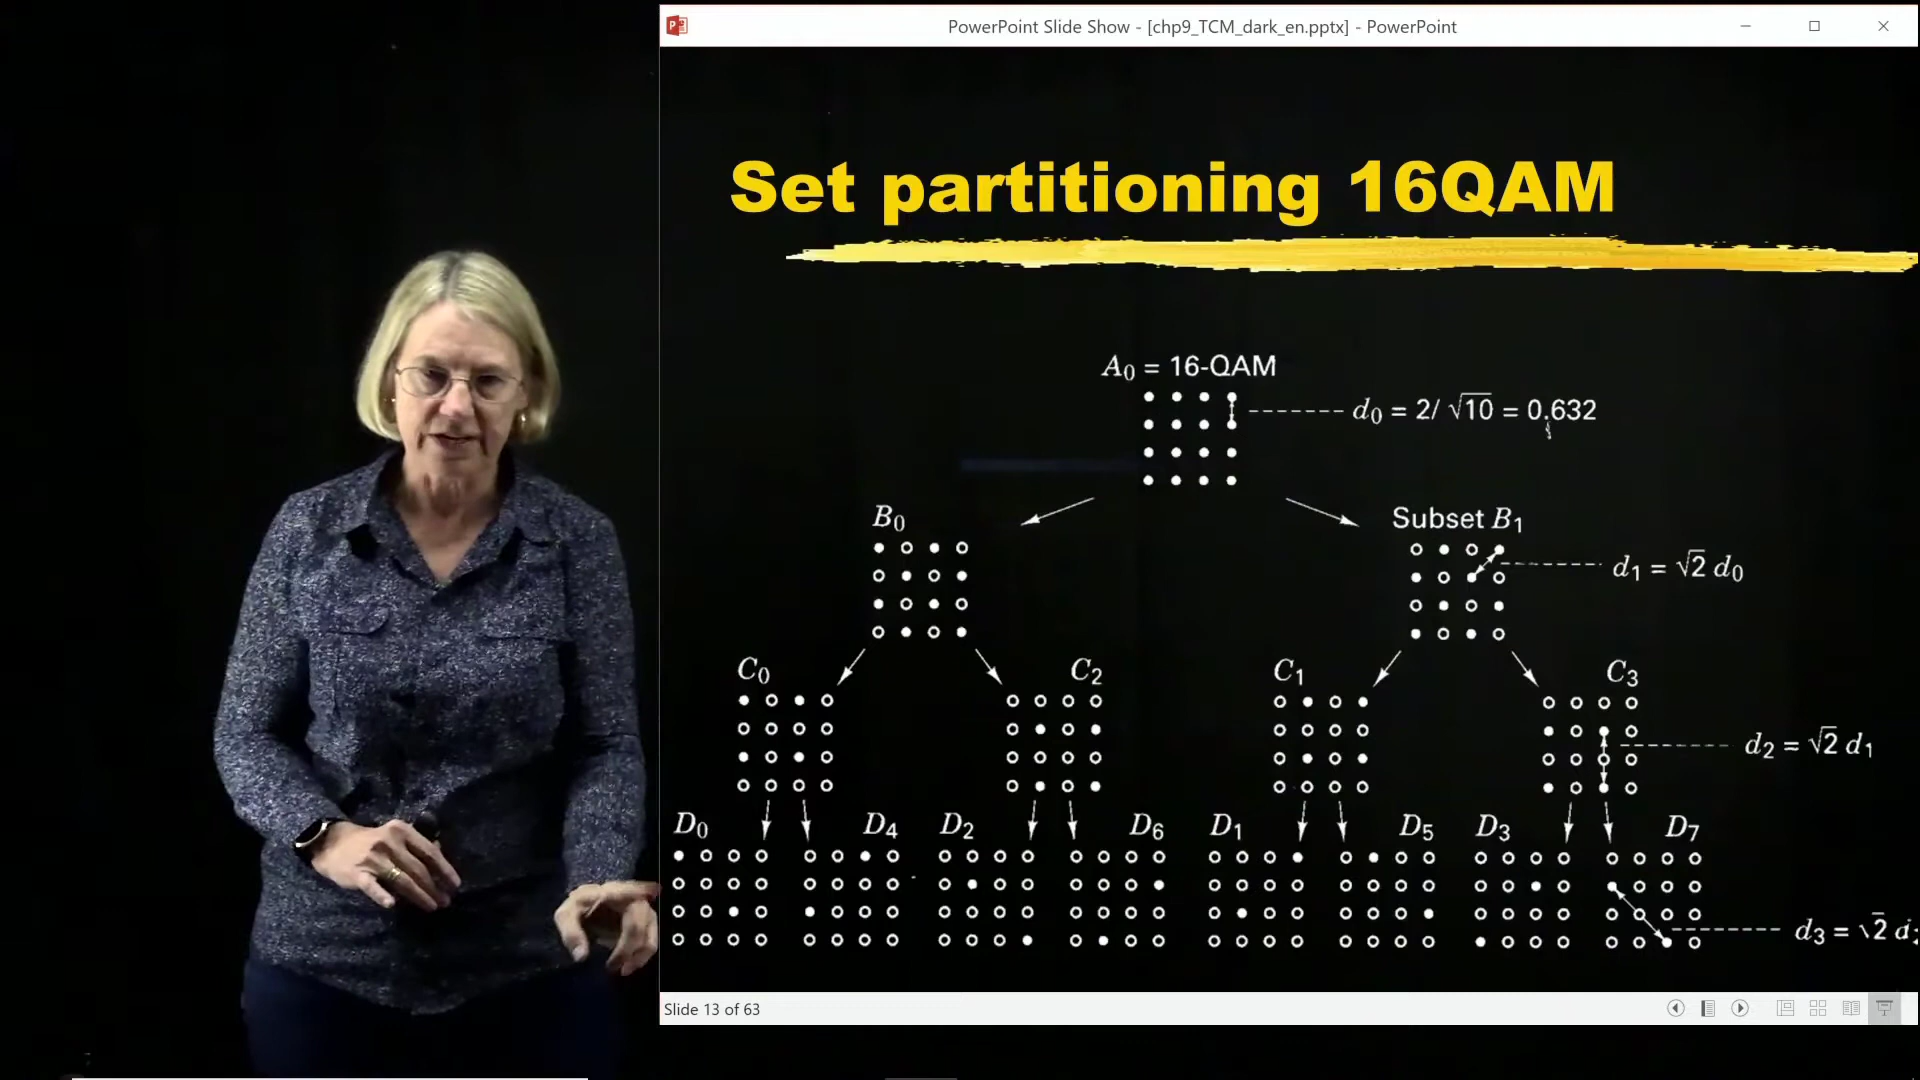 PowerPoint Slide Show - [chp9_TCM_dark_en.pptx] - PowerPoint
Set partitioning 16QAM
A₀ = 16-QAM
d₀ = 2/ √10 = 0.632
B₀
Subset B₁
d₁ = √2 d₀
C₀
C₂
C₁
C₃
d₂ = √2 d₁
D₀
D₄
D₂
D₆
D₁
D₅
D₃
D₇
d₃ = √2 d
Slide 13 of 63